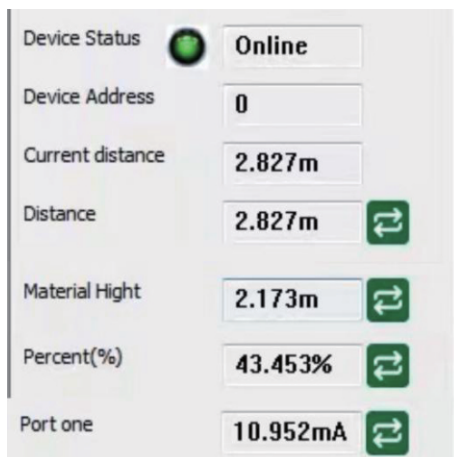 Device Status Online
Device Address 0
Current distance 2.827m
Distance 2.827m
Material Hight 2.173m
Percent(%) 43.453%
Port one 10.952mA